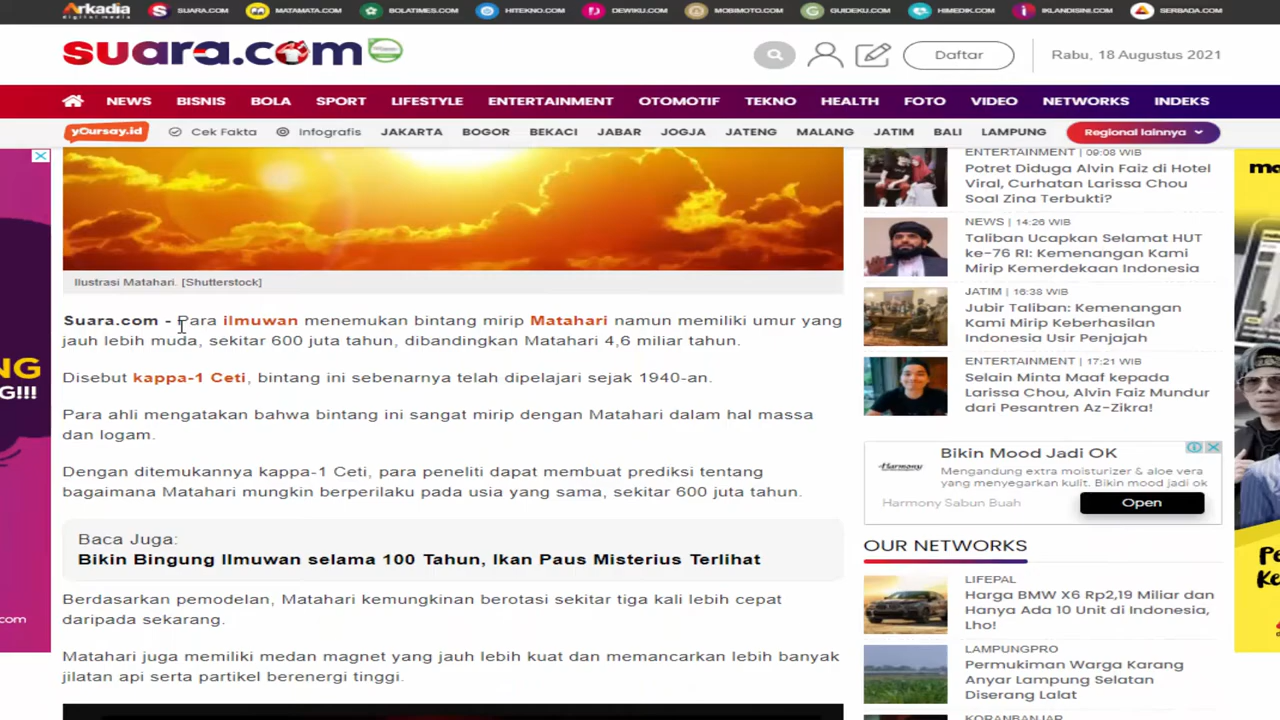 Arkadia
digital media
SUARA.COM
MATAMATA.COM
BOLATIMES.COM
HITEKNO.COM
DEWIKU.COM
MOBIMOTO.COM
GUIDEKU.COM
HIMEDIK.COM
IKLANDISINI.COM
SERBADA.COM
suara.com
Daftar
Rabu, 18 Augustus 2021
NEWS BISNIS BOLA SPORT LIFESTYLE ENTERTAINMENT OTOMOTIF TEKNO HEALTH FOTO VIDEO NETWORKS INDEKS
yOursay.id Cek Fakta Infografis JAKARTA BOGOR BEKACI JABAR JOGJA JATENG MALANG JATIM BALI LAMPUNG Regional lainnya
Ilustrasi Matahari. [Shutterstock]
Suara.com - Para ilmuwan menemukan bintang mirip Matahari namun memiliki umur yang
jauh lebih muda, sekitar 600 juta tahun, dibandingkan Matahari 4,6 miliar tahun.
Disebut kappa-1 Ceti, bintang ini sebenarnya telah dipelajari sejak 1940-an.
Para ahli mengatakan bahwa bintang ini sangat mirip dengan Matahari dalam hal massa
dan logam.
Dengan ditemukannya kappa-1 Ceti, para peneliti dapat membuat prediksi tentang
bagaimana Matahari mungkin berperilaku pada usia yang sama, sekitar 600 juta tahun.
Baca Juga:
Bikin Bingung Ilmuwan selama 100 Tahun, Ikan Paus Misterius Terlihat
Berdasarkan pemodelan, Matahari kemungkinan berotasi sekitar tiga kali lebih cepat
daripada sekarang.
Matahari juga memiliki medan magnet yang jauh lebih kuat dan memancarkan lebih banyak
jilatan api serta partikel berenergi tinggi.
ENTERTAINMENT | 09:08 WIB
Potret Diduga Alvin Faiz di Hotel
Viral, Curhatan Larissa Chou
Soal Zina Terbukti?
NEWS | 14:26 WIB
Taliban Ucapkan Selamat HUT
ke-76 RI: Kemenangan Kami
Mirip Kemerdekaan Indonesia
JATIM | 16:38 WIB
Jubir Taliban: Kemenangan
Kami Mirip Keberhasilan
Indonesia Usir Penjajah
ENTERTAINMENT | 17:21 WIB
Selain Minta Maaf kepada
Larissa Chou, Alvin Faiz Mundur
dari Pesantren Az-Zikra!
Harmony
Bikin Mood Jadi OK
Mengandung extra moisturizer & aloe vera
yang menyegarkan kulit. Bikin mood jadi ok
Harmony Sabun Buah
Open
OUR NETWORKS
LIFEPAL
Harga BMW X6 Rp2,19 Miliar dan
Hanya Ada 10 Unit di Indonesia,
Lho!
LAMPUNGPRO
Permukiman Warga Karang
Anyar Lampung Selatan
Diserang Lalat
KORANBANJAR
NG
IS!!!
com
ma
Pe
Ke